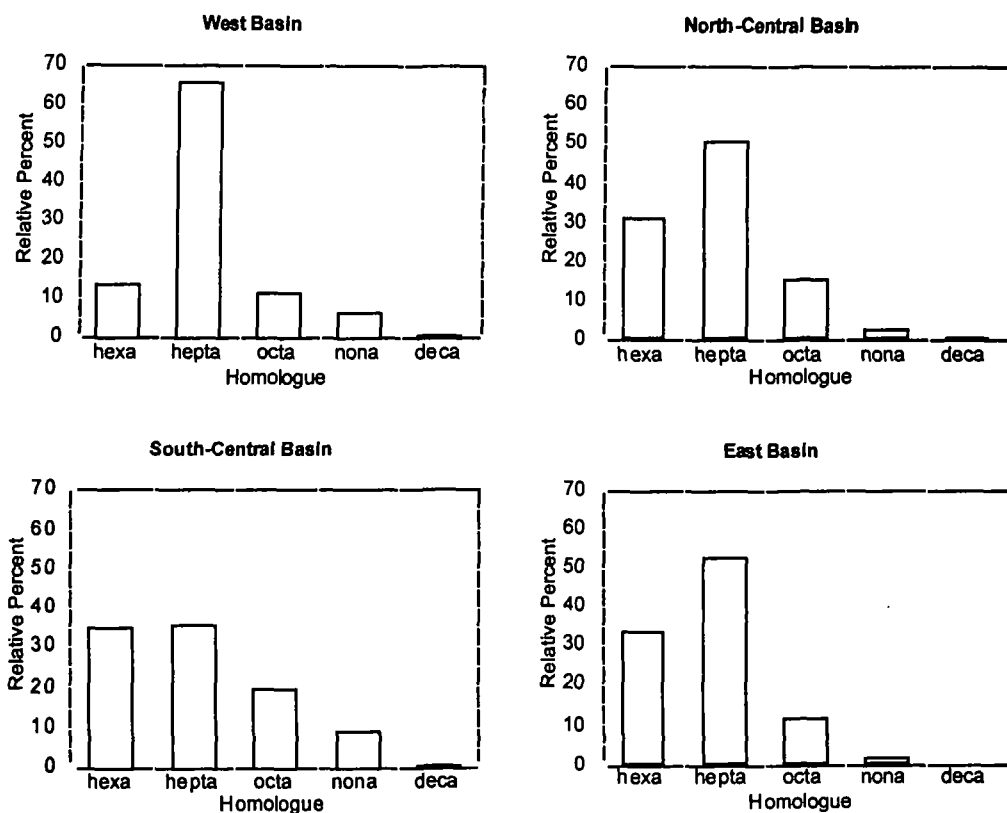 West Basin
70
60
50
40
30
20
10
0
Relative Percent
hexa hepta octa nona deca
Homologue
North-Central Basin
70
60
50
40
30
20
10
0
Relative Percent
hexa hepta octa nona deca
Homologue
South-Central Basin
70
60
50
40
30
20
10
0
Relative Percent
hexa hepta octa nona deca
Homologue
East Basin
70
60
50
40
30
20
10
0
Relative Percent
hexa hepta octa nona deca
Homologue